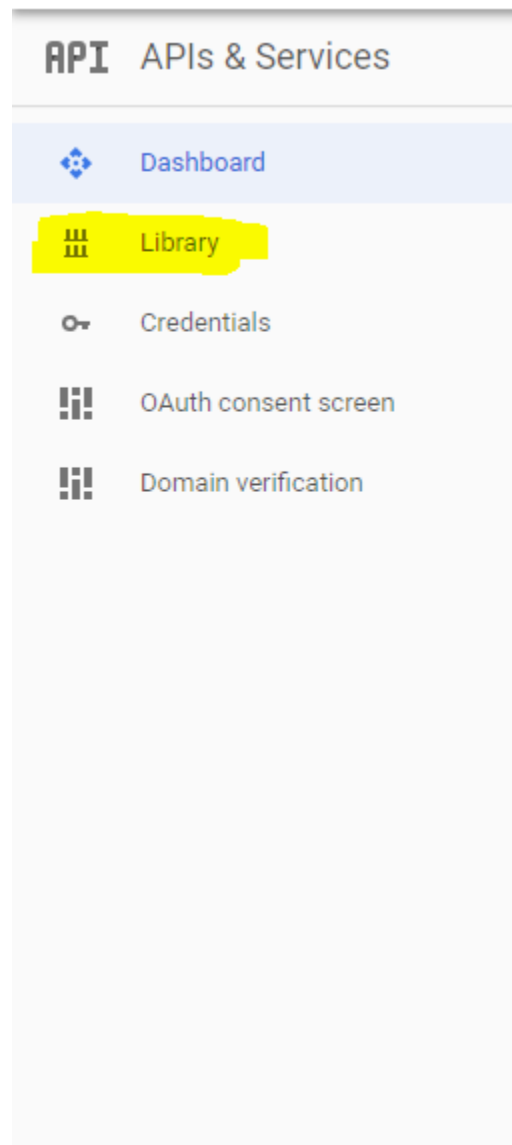 API APIs & Services
Dashboard
Library
Credentials
OAuth consent screen
Domain verification